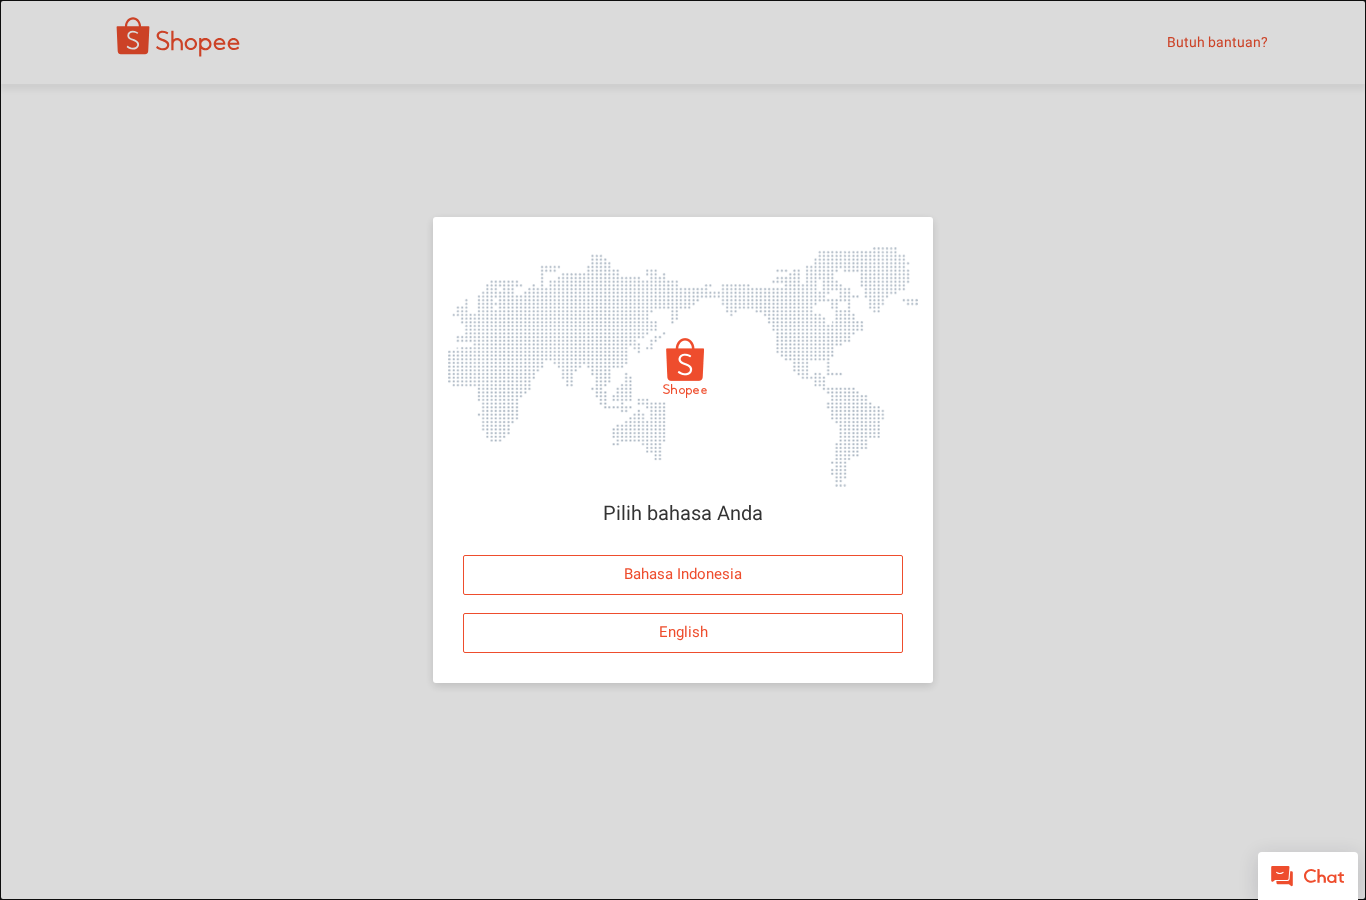 Shopee
Butuh bantuan?
Shopee
Pilih bahasa Anda
Bahasa Indonesia
English
Chat